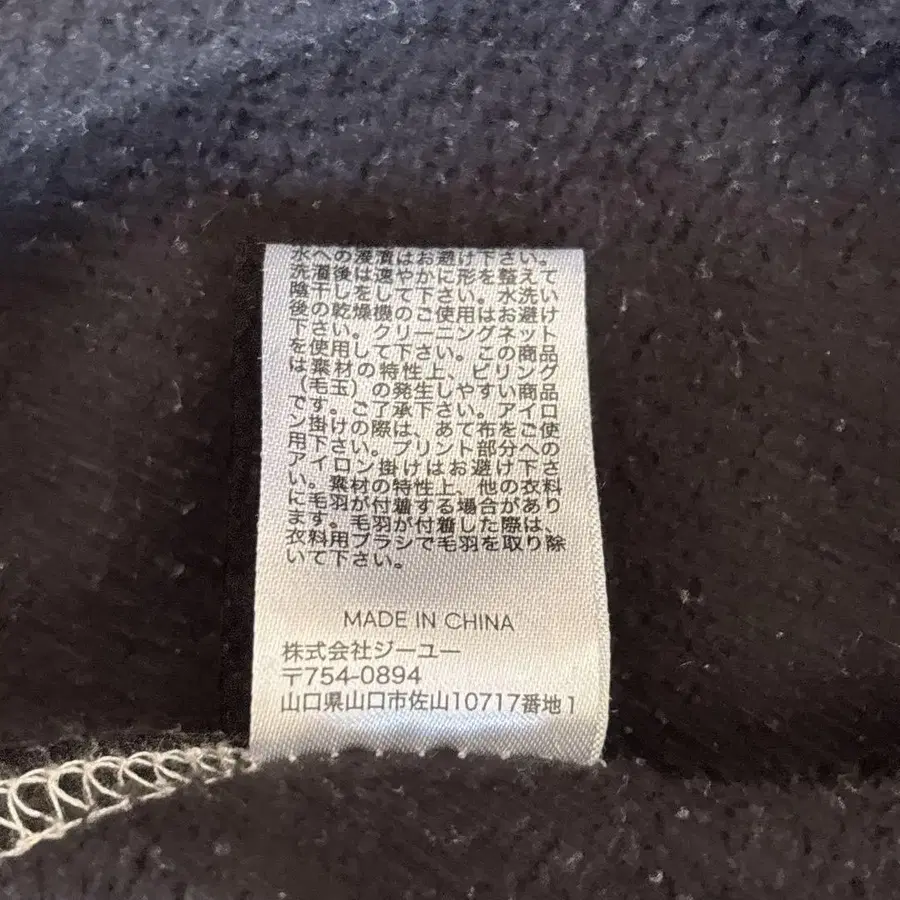 水への浸漬はお避け下さい。
洗濯後は速やかに形を整えて
陰干しをして下さい。水洗い
後の乾燥機のご使用はお避け
下さい。クリーニングネット
を使用して下さい。この商品
は素材の特性上、ピリング
（毛玉）の発生しやすい商品
です。ご了承下さい。アイロ
ン掛けの際は、あて布をご使
用下さい。プリント部分への
アイロン掛けはお避け下さ
い。素材の特性上、他の衣料
に毛羽が付着する場合があり
ます。毛羽が付着した際は、
衣料用ブラシで毛羽を取り除
いて下さい。
MADE IN CHINA
株式会社ジーユー
〒754-0894
山口県山口市佐山10717番地1